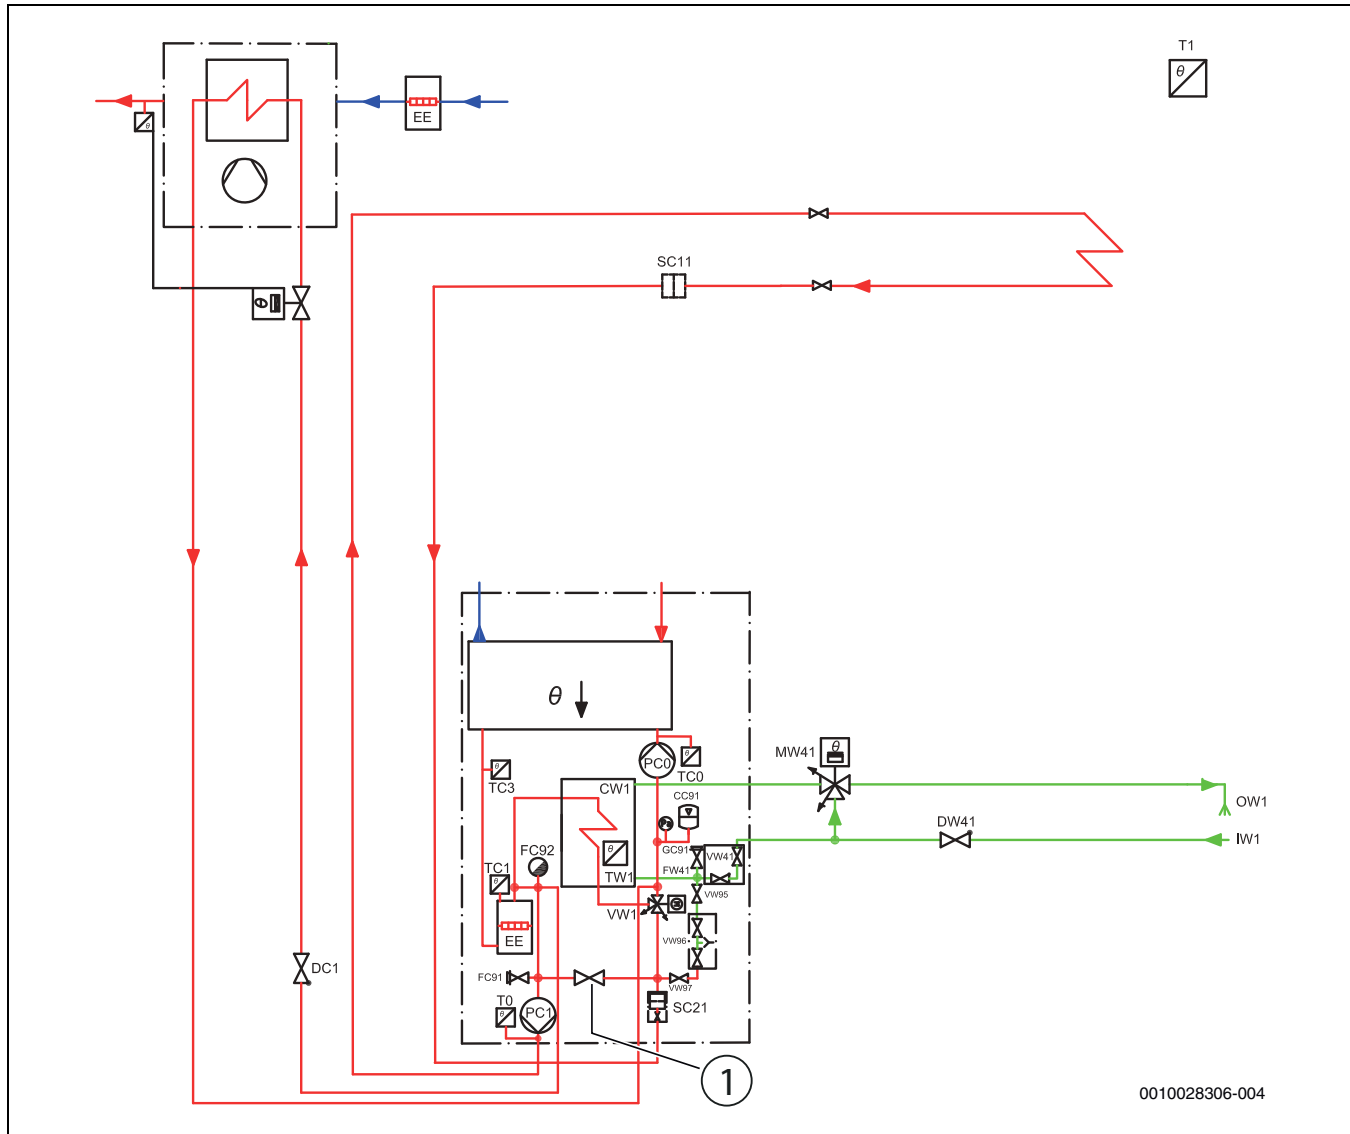 T1
θ
EE
θ
SC11
θ
θ
MW41
θ
PC0
TC0
θ
TC3
θ
CW1
CC91
OW1
DW41
IW1
FC92
GC91
VW41
TC1
θ
θ
FW41
TW1
VW95
VW1
M
EE
VW96
DC1
FC91
VW97
T0
θ
PC1
SC21
1
0010028306-004